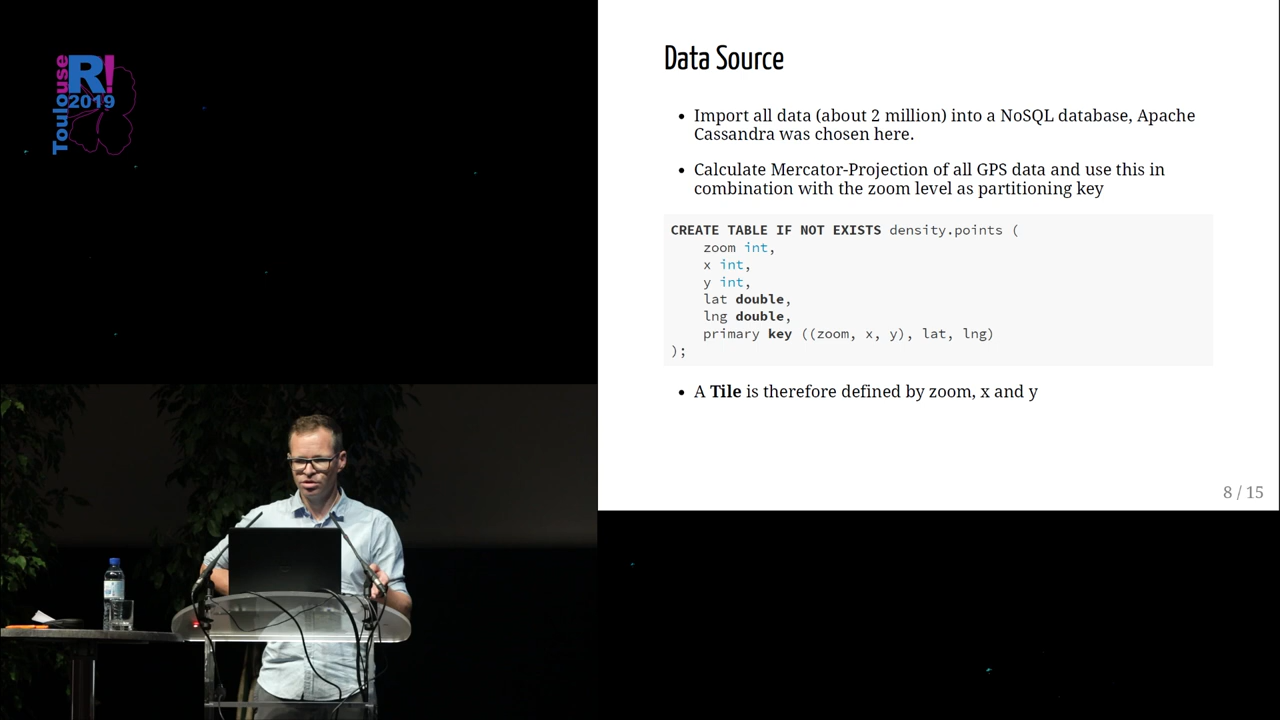 Toulouse
R!
2019
Data Source
• Import all data (about 2 million) into a NoSQL database, Apache
Cassandra was chosen here.
• Calculate Mercator-Projection of all GPS data and use this in
combination with the zoom level as partitioning key
CREATE TABLE IF NOT EXISTS density.points (
zoom int,
x int,
y int,
lat double,
lng double,
primary key ((zoom, x, y), lat, lng)
);
• A Tile is therefore defined by zoom, x and y
8 / 15